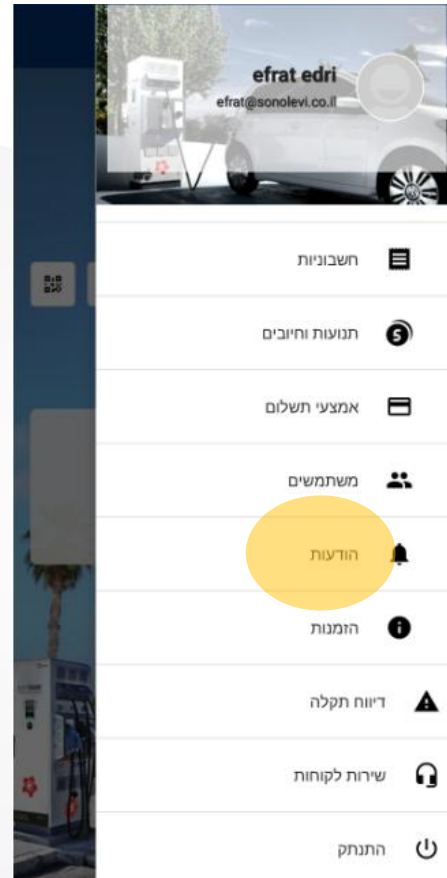 efrat edri
efrat@sonolevi.co.il
חשבוניות
תנועות וחיובים
אמצעי תשלום
משתמשים
הודעות
הזמנות
דיווח תקלה
שירות לקוחות
התנתק